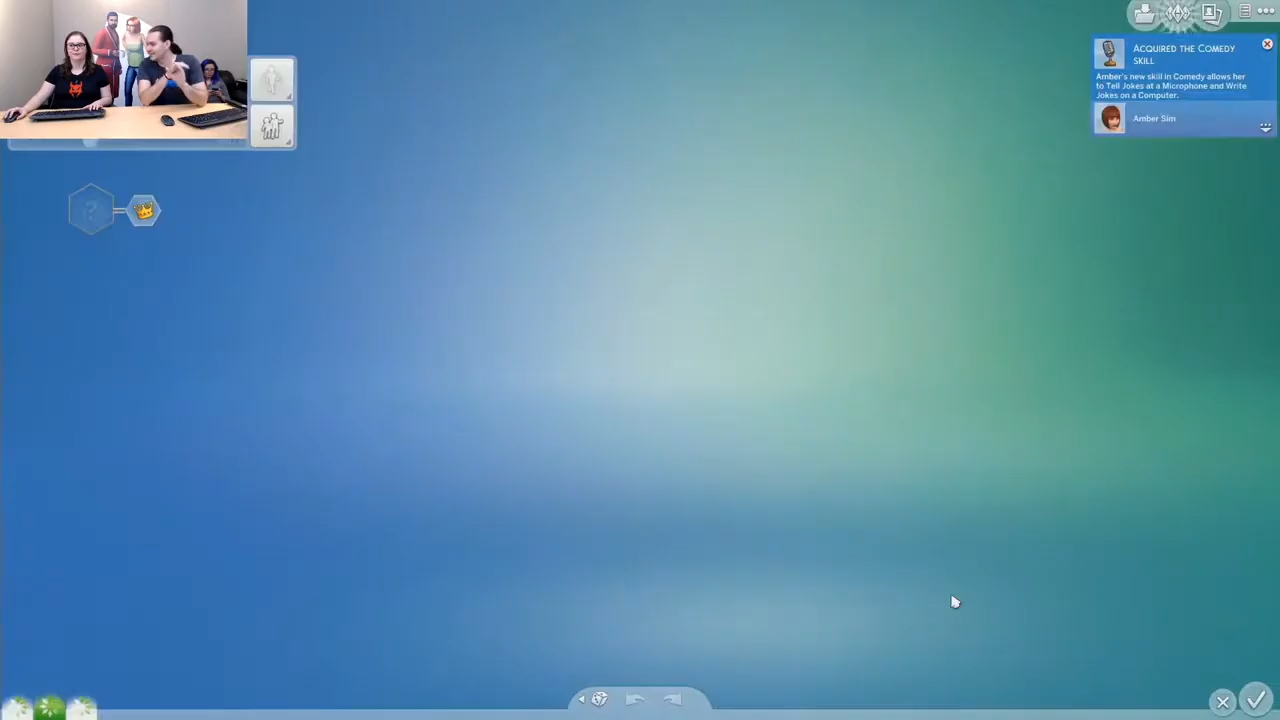 ACQUIRED THE COMEDY
SKILL
Amber's new skill in Comedy allows her
to Tell Jokes at a Microphone and Write
Jokes on a Computer.
Amber Sim
?